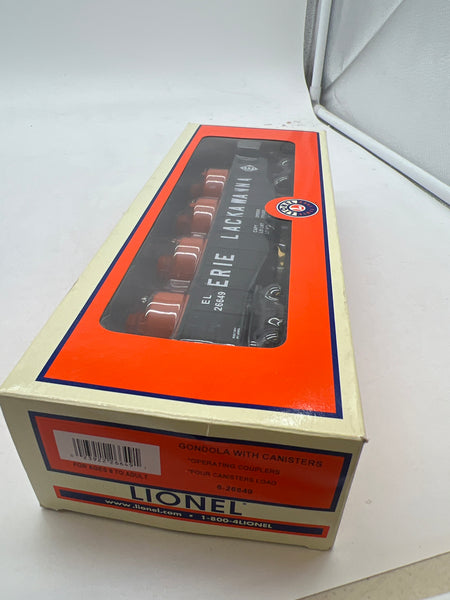 EL
26649
ERIE LACKAWANNA
LIONEL
GONDOLA WITH CANISTERS
*OPERATING COUPLERS
*FOUR CANISTERS LOAD
6-26649
FOR AGES 8 TO ADULT
LIONEL
www.lionel.com • 1-800-4LIONEL